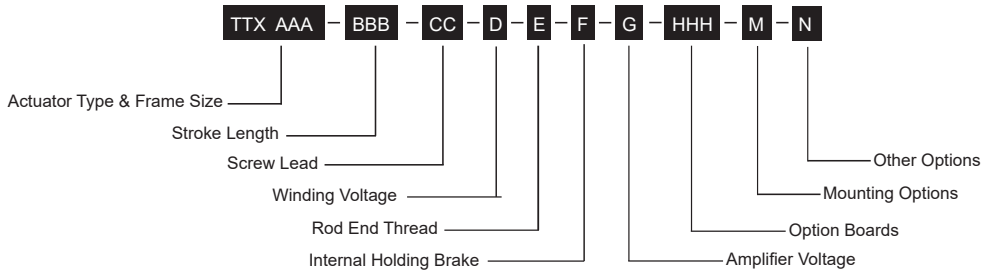 TTX AAA - BBB - CC - D - E - F - G - HHH - M - N
Actuator Type & Frame Size
Stroke Length
Screw Lead
Winding Voltage
Rod End Thread
Internal Holding Brake
Other Options
Mounting Options
Option Boards
Amplifier Voltage